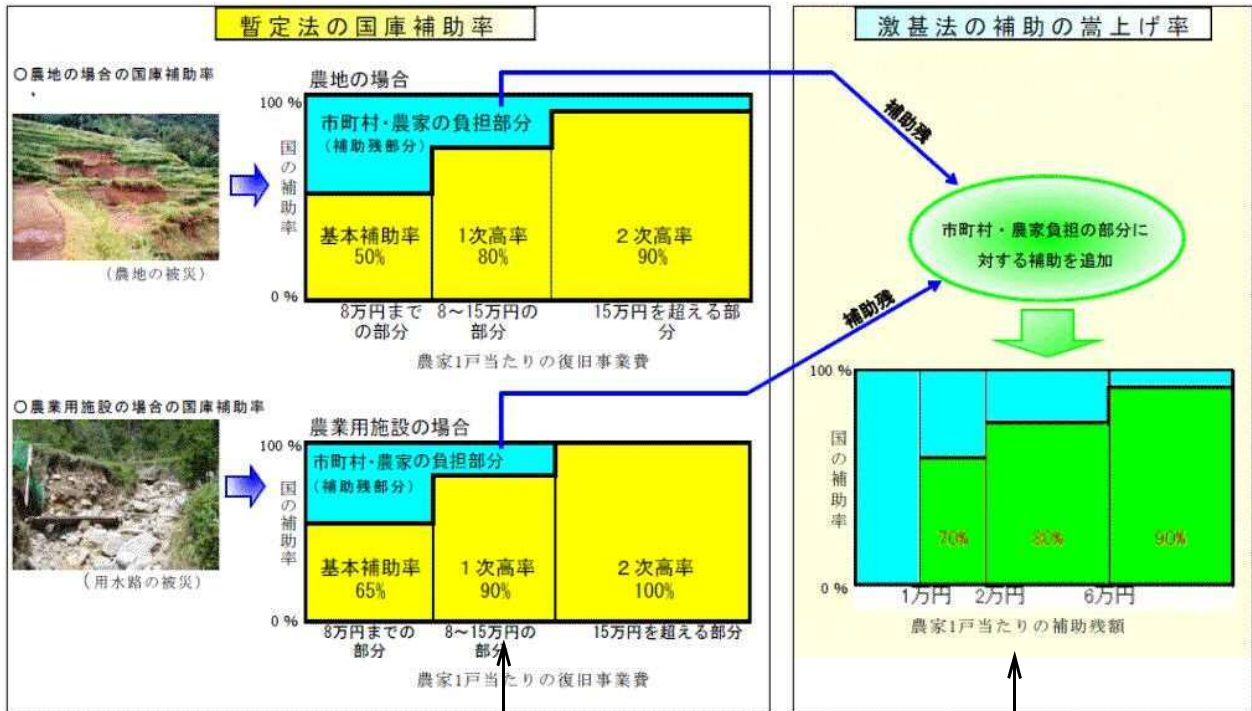 暫定法の国庫補助率
○農地の場合の国庫補助率
農地の場合
100 %
国の補助率
0 %
市町村・農家の負担部分
(補助残部分)
基本補助率
50%
1次高率
80%
2次高率
90%
(農地の被災)
8万円まで
の部分
8～15万円の
部分
15万円を超える部
分
農家1戸当たりの復旧事業費
○農業用施設の場合の国庫補助率
農業用施設の場合
100 %
国の補助率
0 %
市町村・農家の負担部分
(補助残部分)
基本補助率
65%
1次高率
90%
2次高率
100%
(用水路の被災)
8万円までの
部分
8～15万円の
部分
15万円を超える部分
農家1戸当たりの復旧事業費
激甚法の補助の嵩上げ率
補助残
補助残
市町村・農家負担の部分に
対する補助を追加
100 %
国の補助率
0 %
70%
80%
90%
1万円
2万円
6万円
農家1戸当たりの補助残額